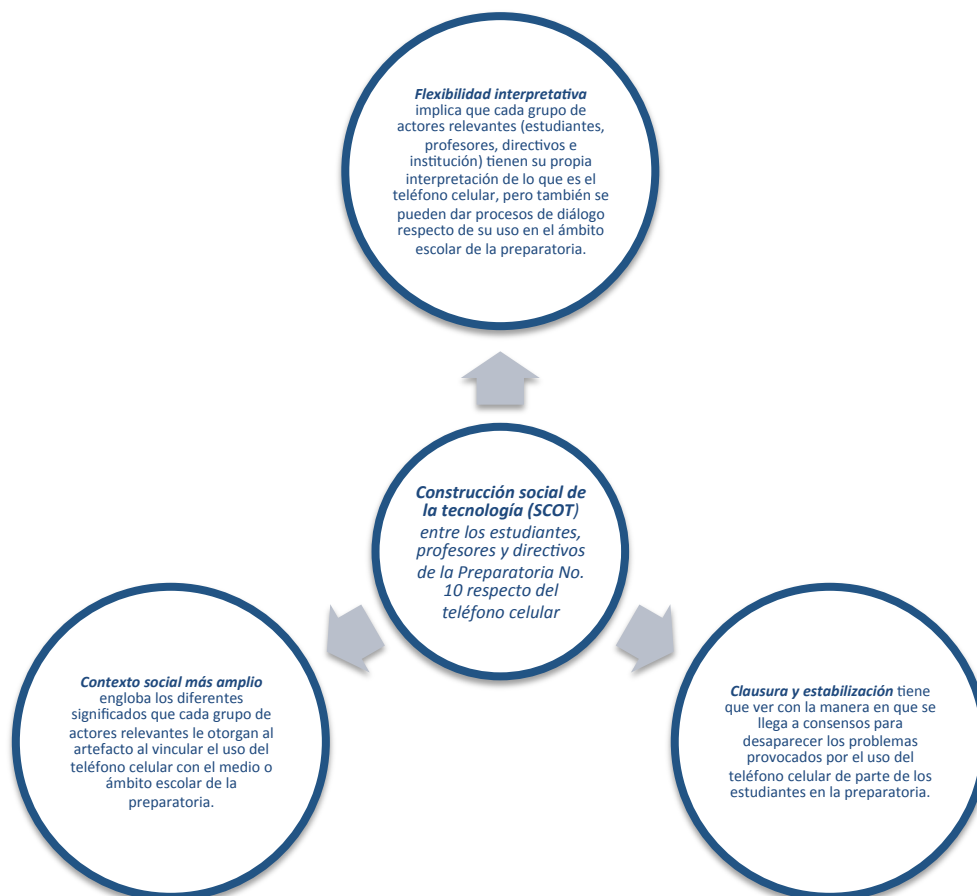 Flexibilidad interpretativa
implica que cada grupo de
actores relevantes (estudiantes,
profesores, directivos e
institución) tienen su propia
interpretación de lo que es el
teléfono celular, pero también se
pueden dar procesos de diálogo
respecto de su uso en el ámbito
escolar de la preparatoria.
Construcción social de
la tecnología (SCOT)
entre los estudiantes,
profesores y directivos
de la Preparatoria No.
10 respecto del
teléfono celular
Contexto social más amplio
engloba los diferentes
significados que cada grupo de
actores relevantes le otorgan al
artefacto al vincular el uso del
teléfono celular con el medio o
ámbito escolar de la
preparatoria.
Clausura y estabilización tiene
que ver con la manera en que se
llega a consensos para
desaparecer los problemas
provocados por el uso del
teléfono celular de parte de los
estudiantes en la preparatoria.